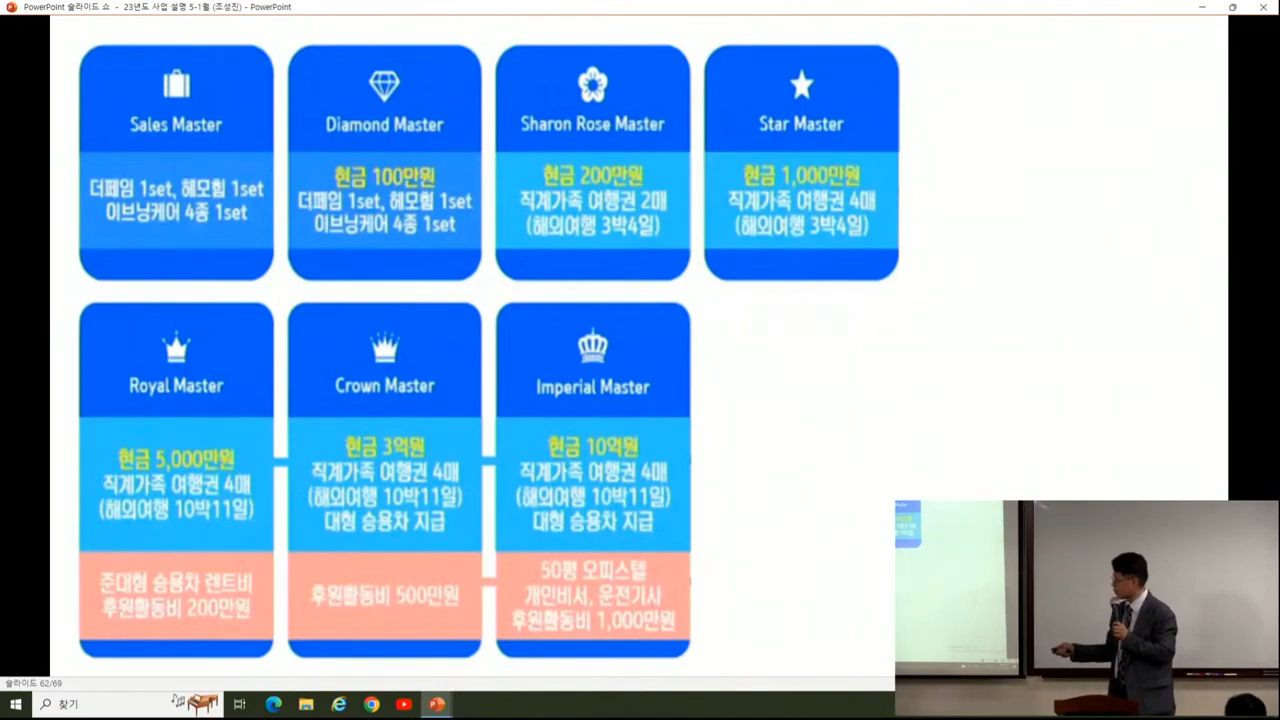 PowerPoint 슬라이드 쇼 - 23년도 사업 설명 5-1월 (조성진) - PowerPoint
Sales Master
더페임 1set, 헤모힘 1set
이브닝케어 4종 1set
Diamond Master
현금 100만원
더페임 1set, 헤모힘 1set
이브닝케어 4종 1set
Sharon Rose Master
현금 200만원
직계가족 여행권 2매
(해외여행 3박4일)
Star Master
현금 1,000만원
직계가족 여행권 4매
(해외여행 3박4일)
Royal Master
현금 5,000만원
직계가족 여행권 4매
(해외여행 10박11일)
준대형 승용차 렌트비
후원활동비 200만원
Crown Master
현금 3억원
직계가족 여행권 4매
(해외여행 10박11일)
대형 승용차 지급
후원활동비 500만원
Imperial Master
현금 10억원
직계가족 여행권 4매
(해외여행 10박11일)
대형 승용차 지급
50평 오피스텔
개인비서, 운전기사
후원활동비 1,000만원
슬라이드 62/69
찾기